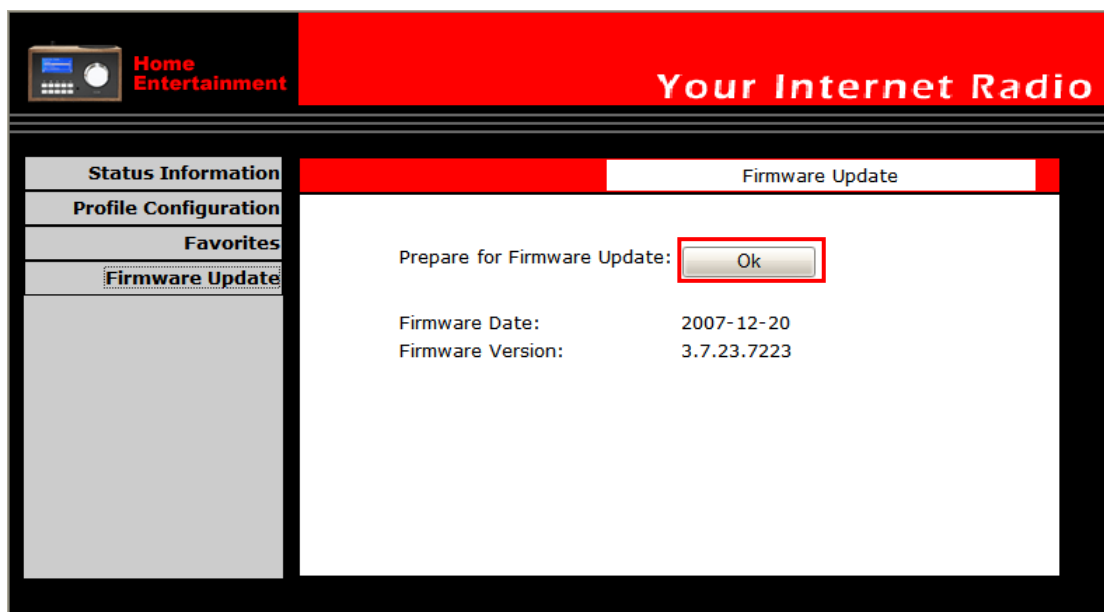 Home
Entertainment
Your Internet Radio
Status Information
Profile Configuration
Favorites
Firmware Update
Firmware Update
Prepare for Firmware Update: Ok
Firmware Date: 2007-12-20
Firmware Version: 3.7.23.7223